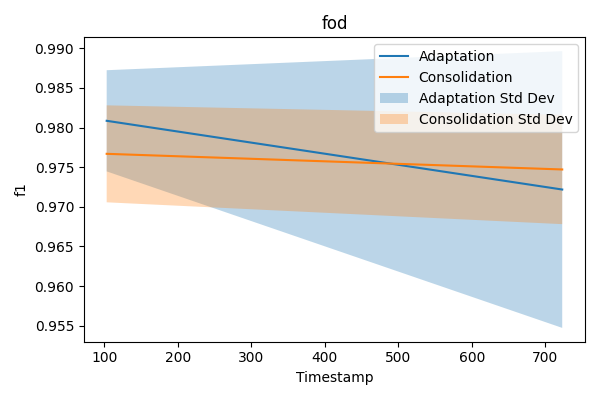 fod
0.990
0.985
0.980
0.975
0.970
0.965
0.960
0.955
f1
Adaptation
Consolidation
Adaptation Std Dev
Consolidation Std Dev
100 200 300 400 500 600 700
Timestamp